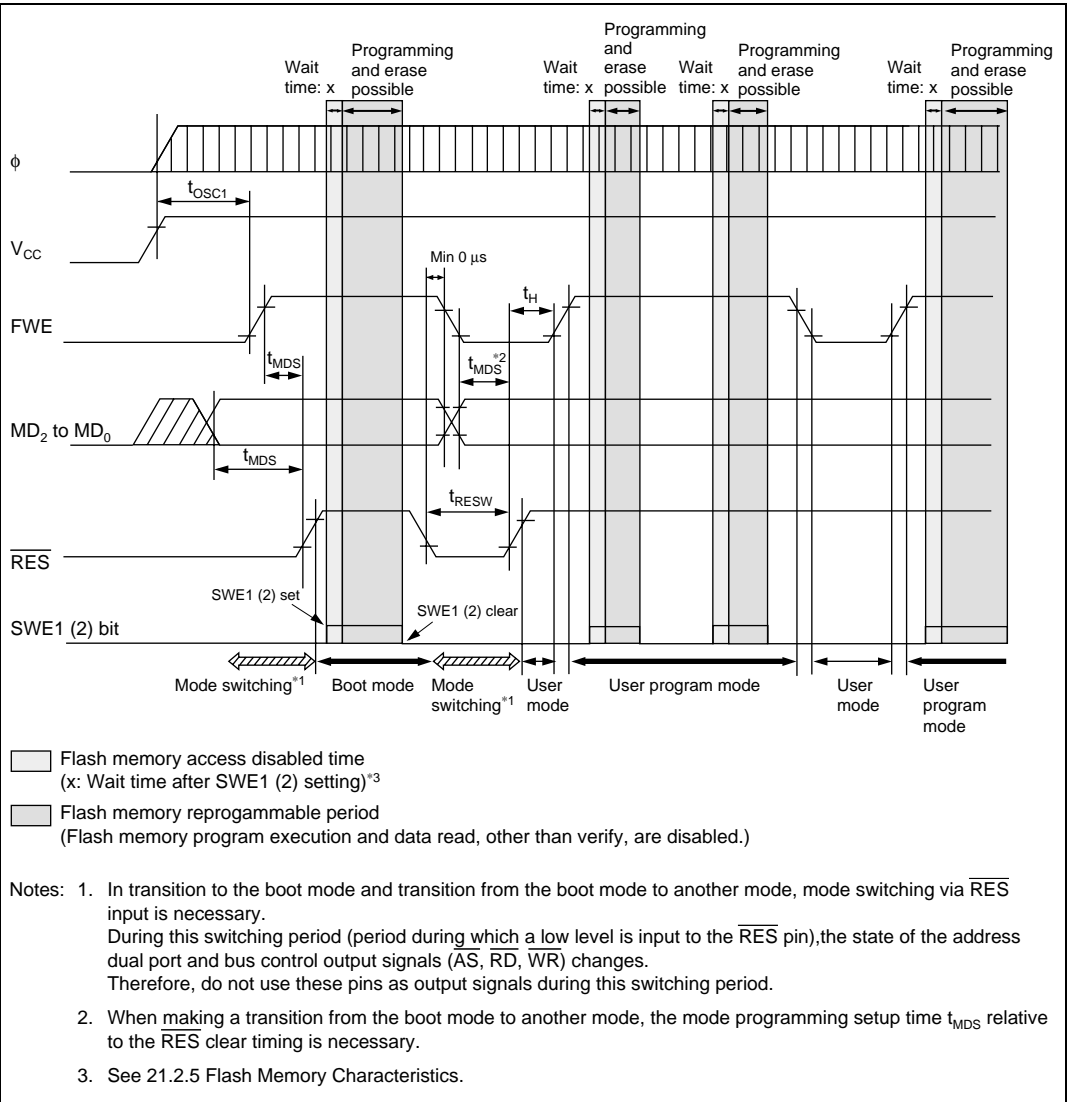 Programming
and
erase
possible
Wait
time: x
Programming
and erase
possible
Wait
time: x
Wait
time: x
Programming
and erase
possible
Wait
time: x
Programming
and erase
possible
ϕ
tOSC1
VCC
Min 0 μs
tH
FWE
tMDS
tMDS*2
MD2 to MD0
tMDS
tRESW
RES
SWE1 (2) set
SWE1 (2) clear
SWE1 (2) bit
Mode switching*1
Boot mode
Mode
switching*1
User
mode
User program mode
User
mode
User
program
mode
Flash memory access disabled time
(x: Wait time after SWE1 (2) setting)*3
Flash memory reprogammable period
(Flash memory program execution and data read, other than verify, are disabled.)
Notes: 1. In transition to the boot mode and transition from the boot mode to another mode, mode switching via RES
input is necessary.
During this switching period (period during which a low level is input to the RES pin),the state of the address
dual port and bus control output signals (AS, RD, WR) changes.
Therefore, do not use these pins as output signals during this switching period.
2. When making a transition from the boot mode to another mode, the mode programming setup time tMDS relative
to the RES clear timing is necessary.
3. See 21.2.5 Flash Memory Characteristics.